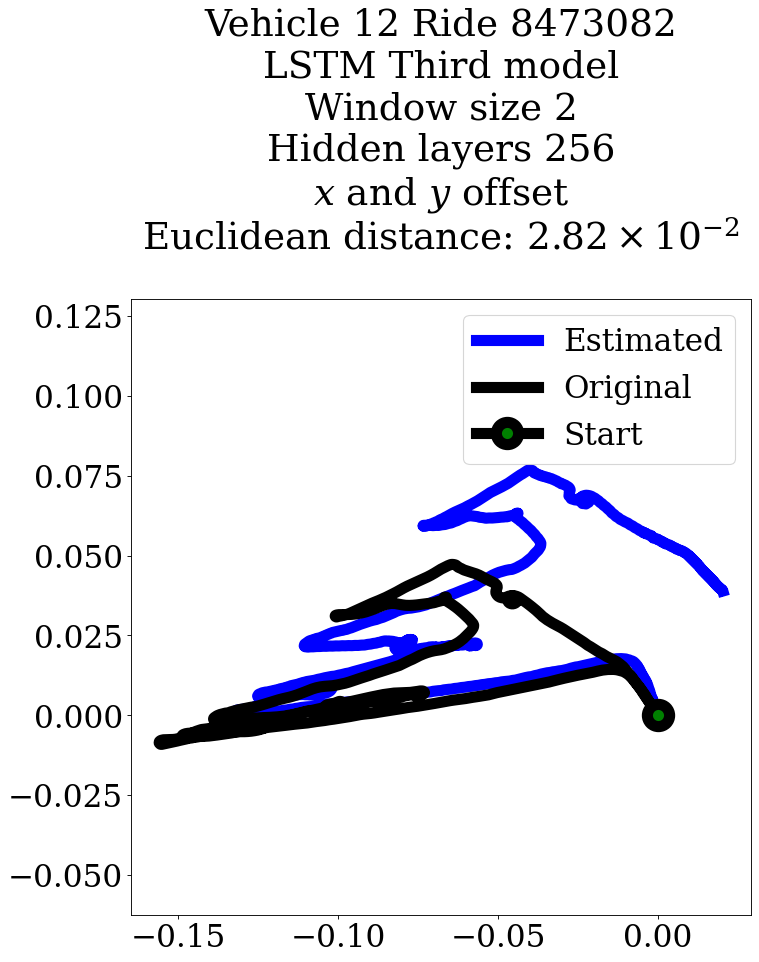 Vehicle 12 Ride 8473082
LSTM Third model
Window size 2
Hidden layers 256
x and y offset
Euclidean distance: 2.82 × 10⁻²
0.125
0.100
0.075
0.050
0.025
0.000
−0.025
−0.050
Estimated
Original
Start
−0.15 −0.10 −0.05 0.00